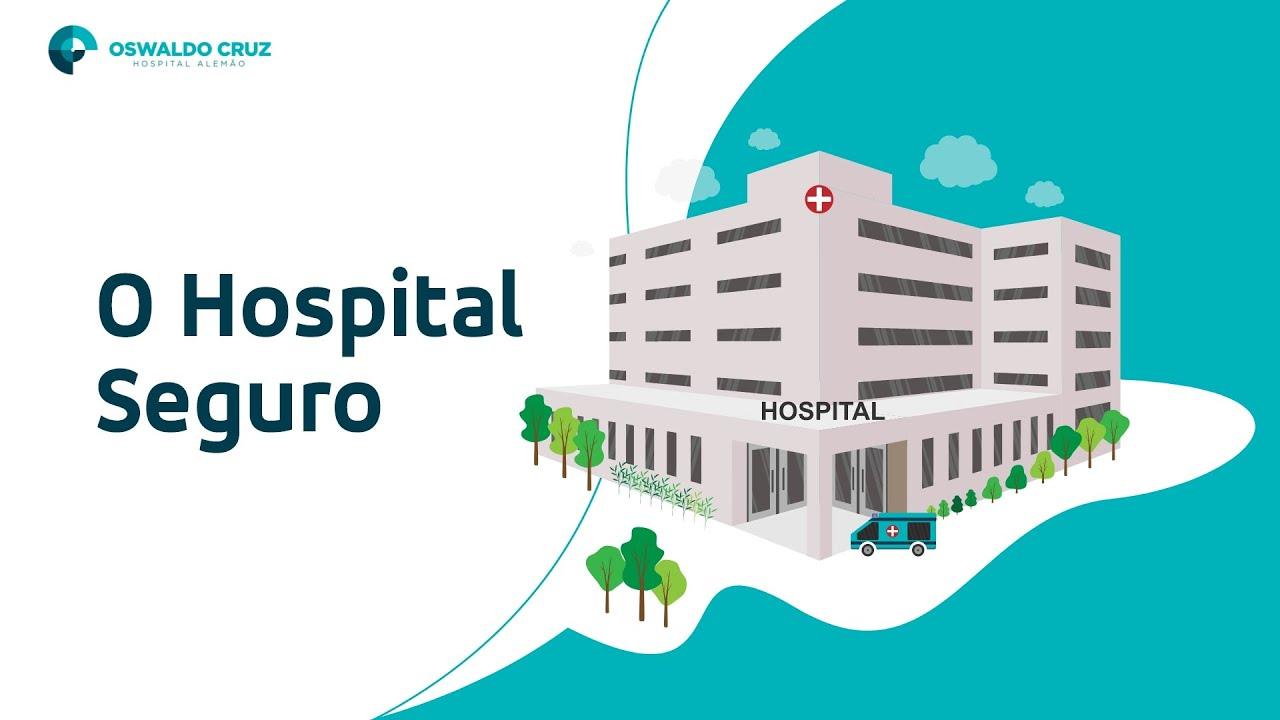 OSWALDO CRUZ
HOSPITAL ALEMÃO
O Hospital
Seguro
HOSPITAL